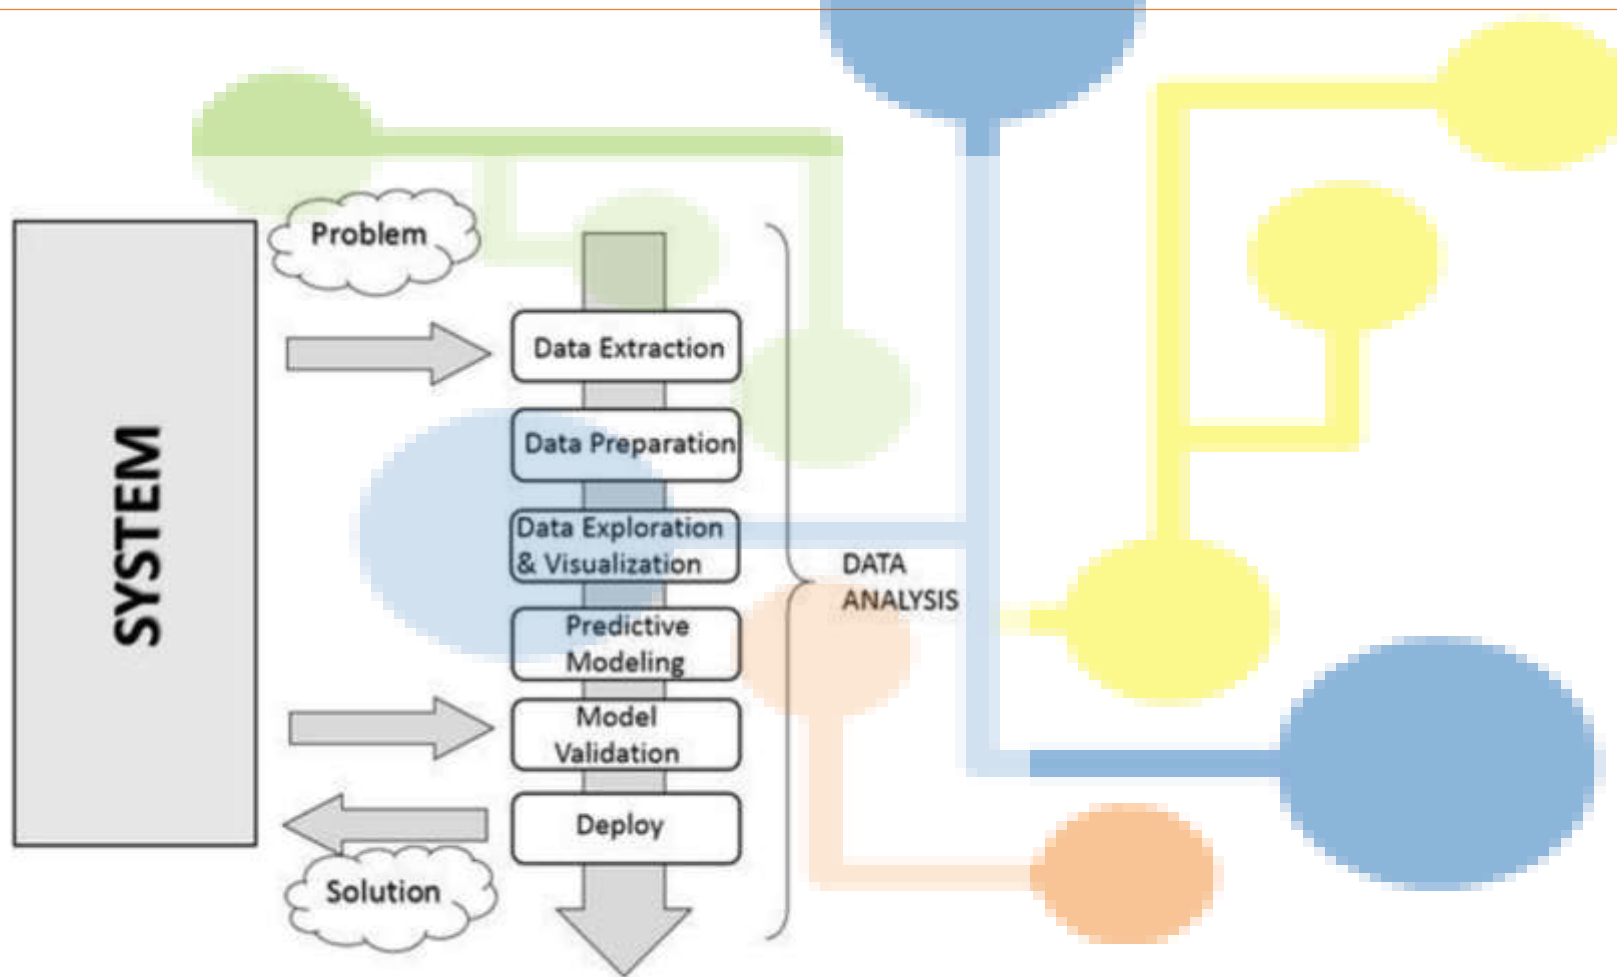 Problem
SYSTEM
Data Extraction
Data Preparation
Data Exploration
& Visualization
Predictive
Modeling
Model
Validation
Deploy
Solution
DATA
ANALYSIS